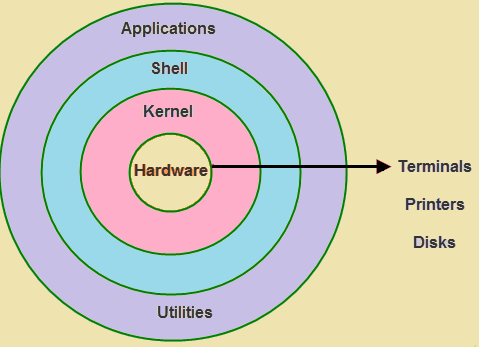 Applications
Shell
Kernel
Hardware
Terminals
Printers
Disks
Utilities